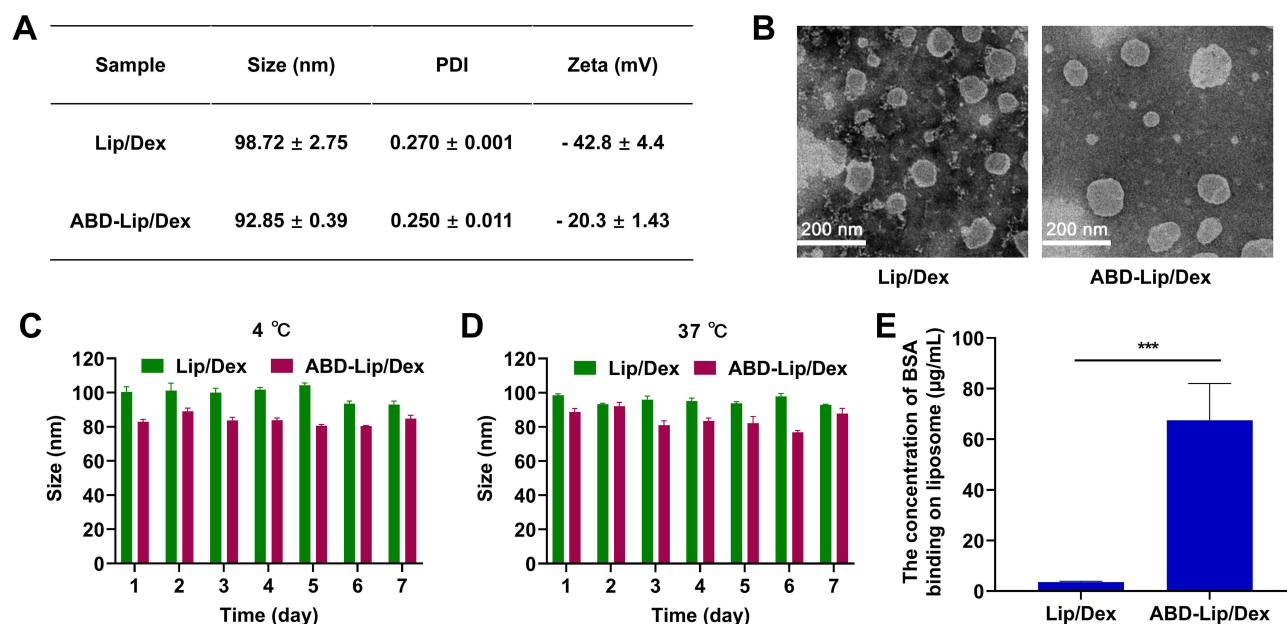 A
Sample Size (nm) PDI Zeta (mV)
Lip/Dex 98.72 ± 2.75 0.270 ± 0.001 - 42.8 ± 4.4
ABD-Lip/Dex 92.85 ± 0.39 0.250 ± 0.011 - 20.3 ± 1.43
B
200 nm
200 nm
Lip/Dex
ABD-Lip/Dex
C
4 ℃
Lip/Dex ABD-Lip/Dex
Size (nm)
120
100
80
60
40
20
0
1 2 3 4 5 6 7
Time (day)
D
37 ℃
Lip/Dex ABD-Lip/Dex
Size (nm)
120
100
80
60
40
20
0
1 2 3 4 5 6 7
Time (day)
E
The concentration of BSA
binding on liposome (μg/mL)
100
80
60
40
20
0
***
Lip/Dex ABD-Lip/Dex